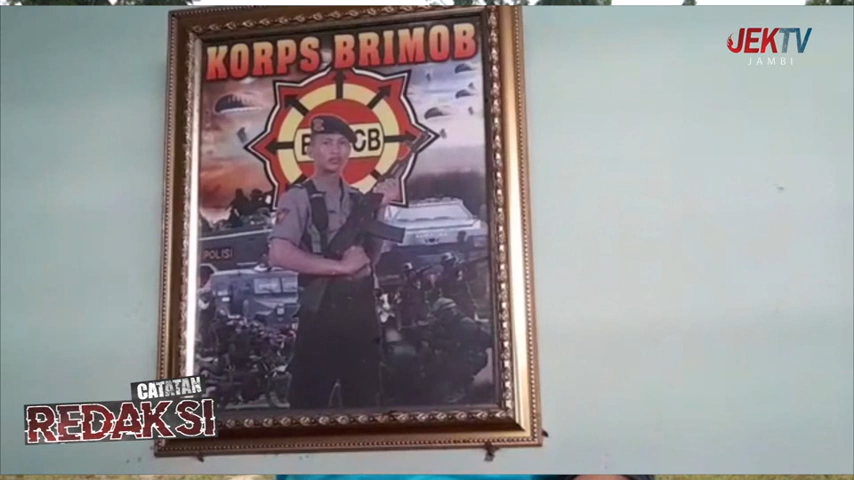 KORPS BRIMOB
JEKTV
JAMBI
POLISI
CATATAN
REDAKSI